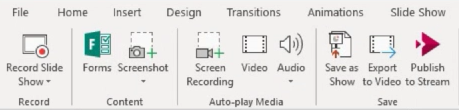 File Home Insert Design Transitions Animations Slide Show
Record Slide Show
Forms
Screenshot
Screen Recording
Video
Audio
Save as Show
Export to Video
Publish to Stream
Record Content Auto-play Media Save